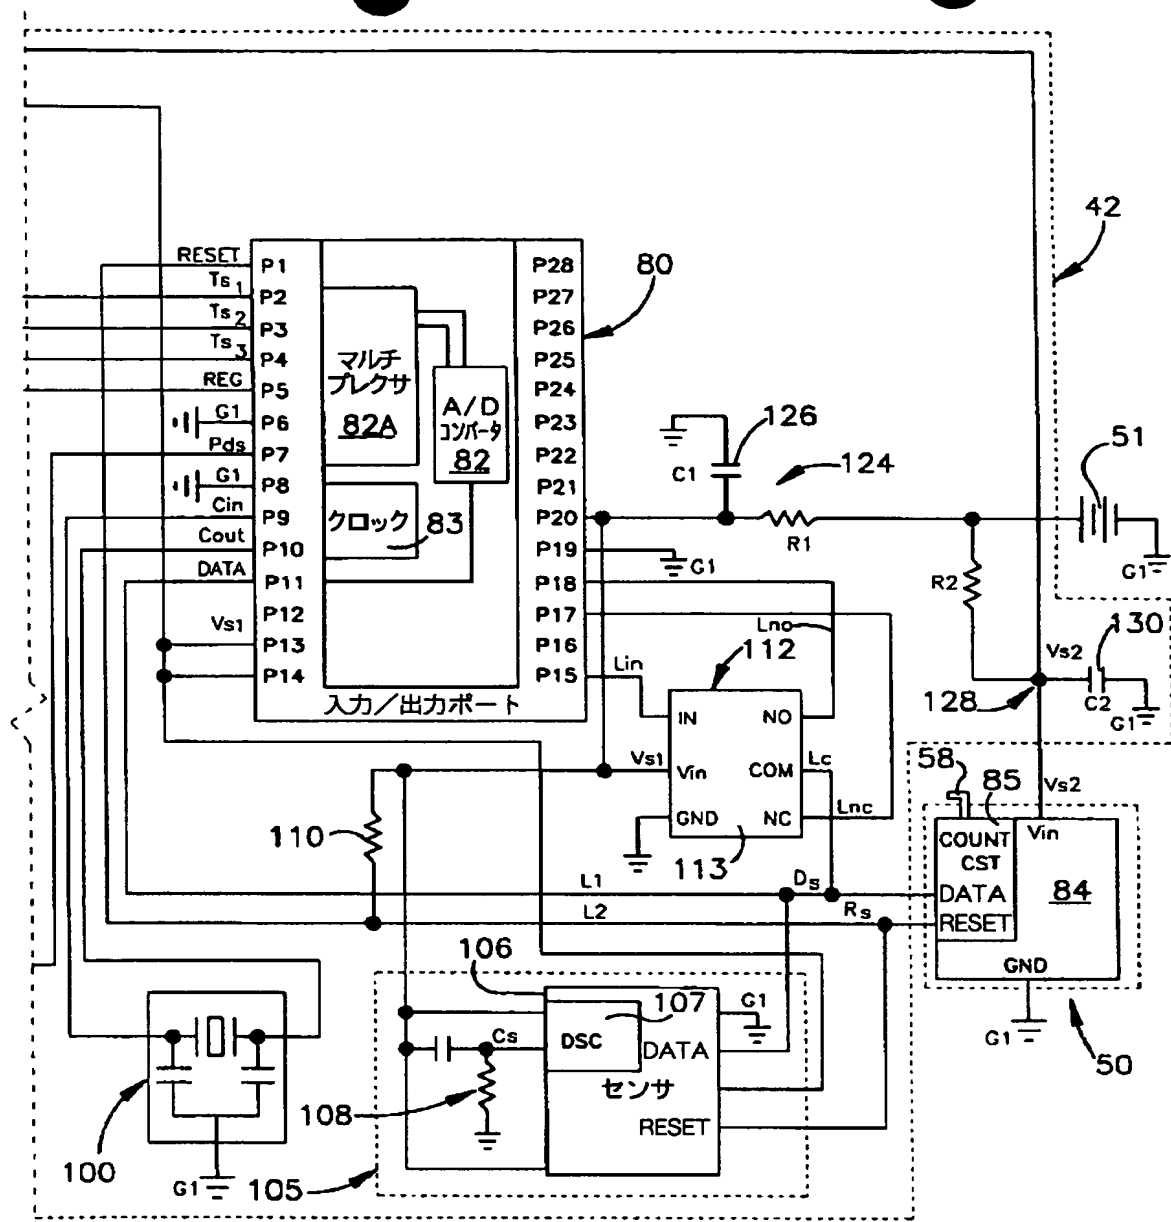 42
RESET
P1
P28
80
Ts1
P2
P27
Ts2
P3
P26
Ts3
P4
マルチ
プレクサ
82A
P25
REG
P5
A/D
コンバータ
82
P24
G1
P6
P23
126
51
Pds
P7
P22
C1
124
G1
P8
P21
Cin
P9
クロック
83
P20
R1
Cout
P10
P19
G1
G1
DATA
P11
P18
R2
P12
P17
Lno
130
Vs1
P13
P16
112
Vs2
P14
P15
Lin
128
C2
G1
入力/出力ポート
IN
NO
Vs1
Vin
COM
Lc
58
85
Vs2
GND
NC
Lnc
COUNT
CST
Vin
110
113
L1
Ds
DATA
84
L2
Rs
RESET
GND
106
107
G1
G1
50
Cs
DSC
DATA
センサ
108
RESET
100
G1
105